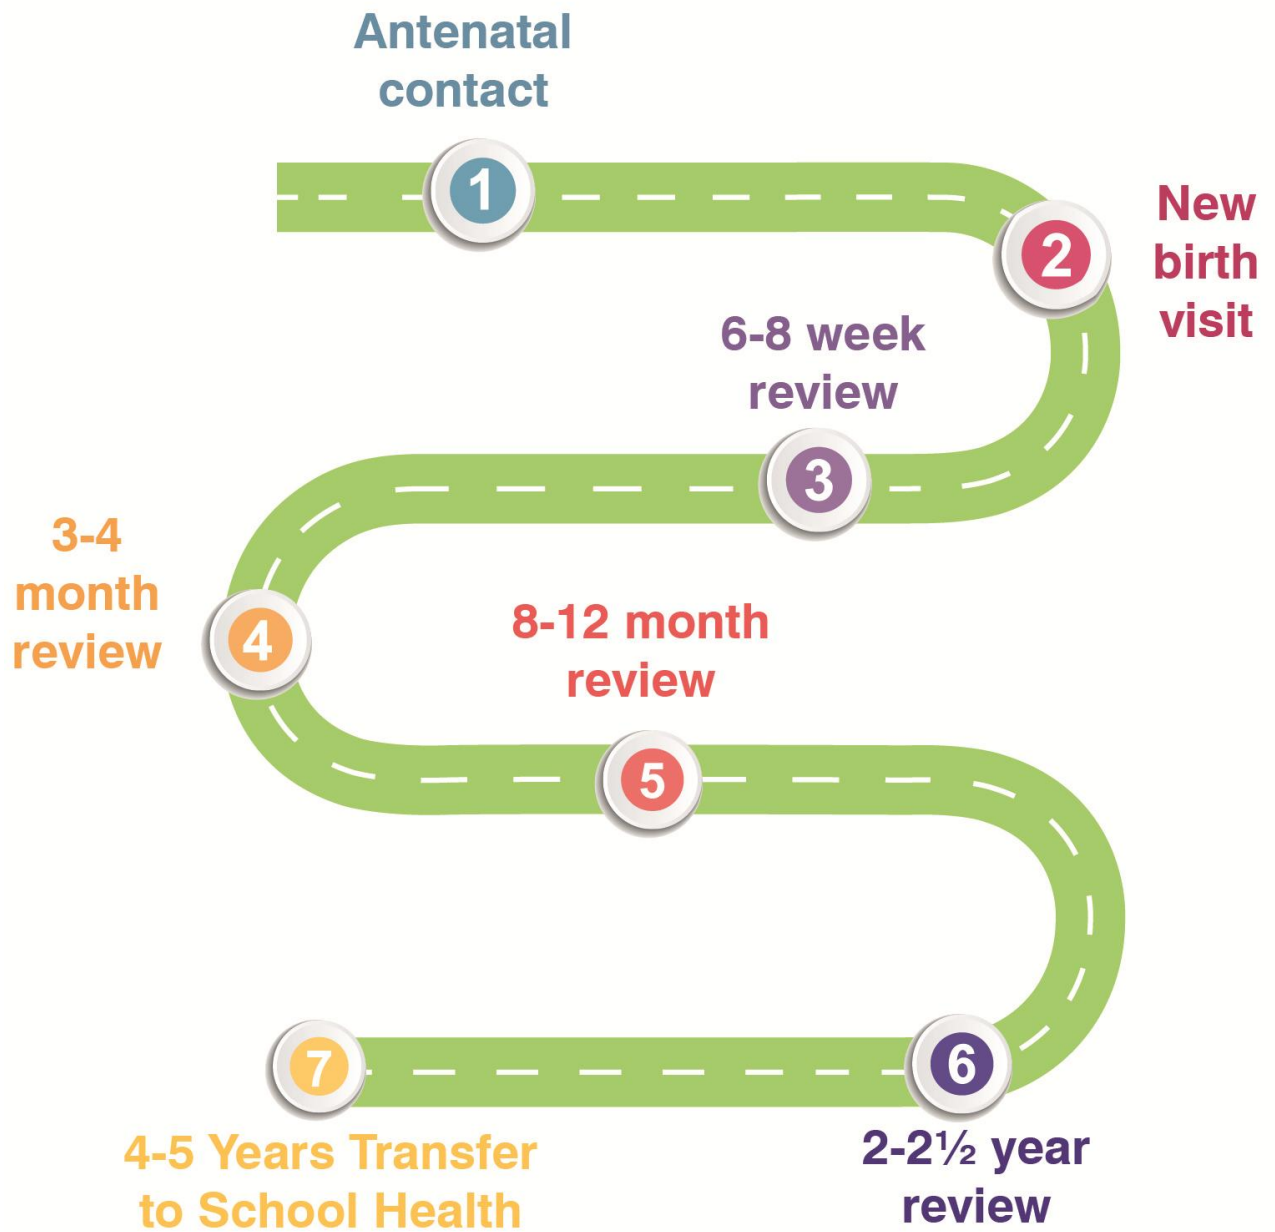 Antenatal
contact
1
2
New
birth
visit
6-8 week
review
3
3-4
month
review
4
8-12 month
review
5
6
2-2½ year
review
7
4-5 Years Transfer
to School Health